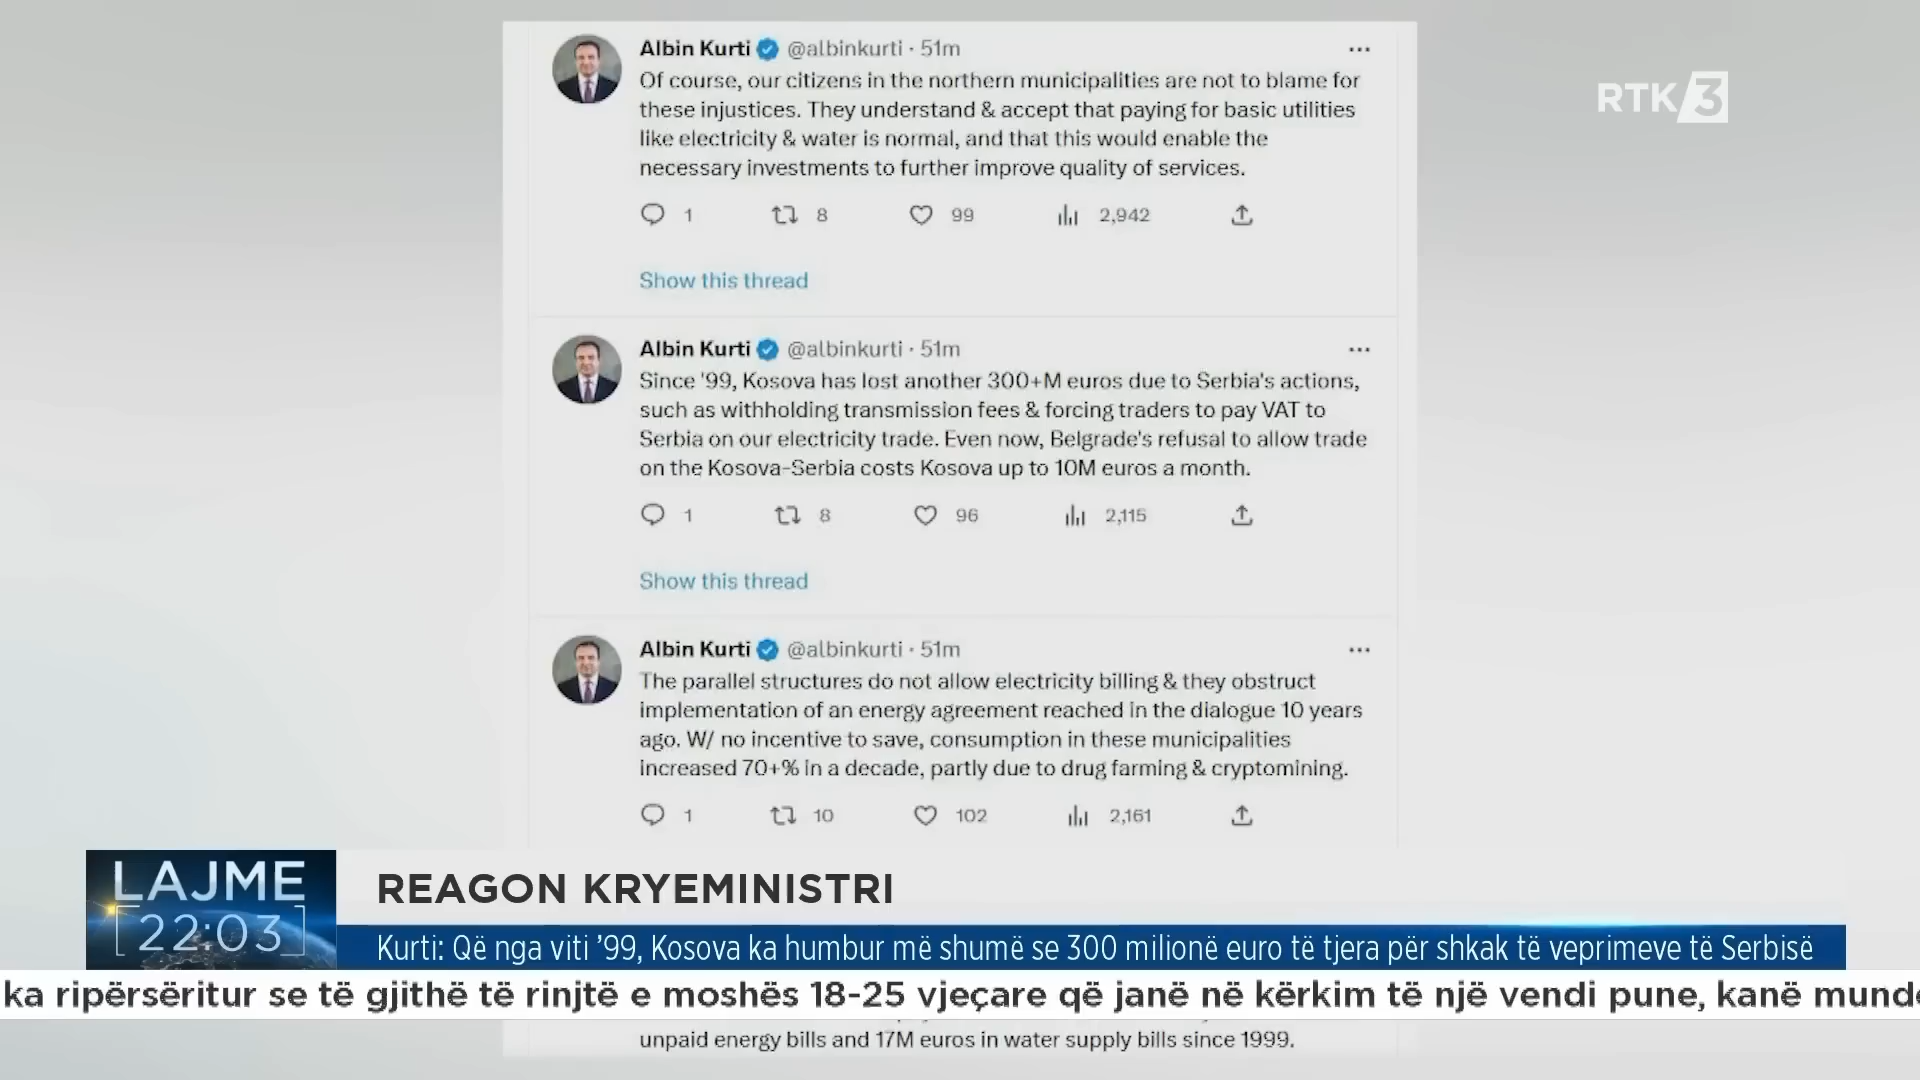 Albin Kurti @albinkurti · 51m
Of course, our citizens in the northern municipalities are not to blame for
these injustices. They understand & accept that paying for basic utilities
like electricity & water is normal, and that this would enable the
necessary investments to further improve quality of services.
1 8 99 2,942
Show this thread
Albin Kurti @albinkurti · 51m
Since '99, Kosova has lost another 300+M euros due to Serbia's actions,
such as withholding transmission fees & forcing traders to pay VAT to
Serbia on our electricity trade. Even now, Belgrade's refusal to allow trade
on the Kosova-Serbia costs Kosova up to 10M euros a month.
1 8 96 2,115
Show this thread
Albin Kurti @albinkurti · 51m
The parallel structures do not allow electricity billing & they obstruct
implementation of an energy agreement reached in the dialogue 10 years
ago. W/ no incentive to save, consumption in these municipalities
increased 70+% in a decade, partly due to drug farming & cryptomining.
1 10 102 2,161
RTK 3
LAJME
22:03
REAGON KRYEMINISTRI
Kurti: Që nga viti '99, Kosova ka humbur më shumë se 300 milionë euro të tjera për shkak të veprimeve të Serbisë
ka ripërsëritur se të gjithë të rinjtë e moshës 18-25 vjeçare që janë në kërkim të një vendi pune, kanë
unpaid energy bills and 17M euros in water supply bills since 1999.